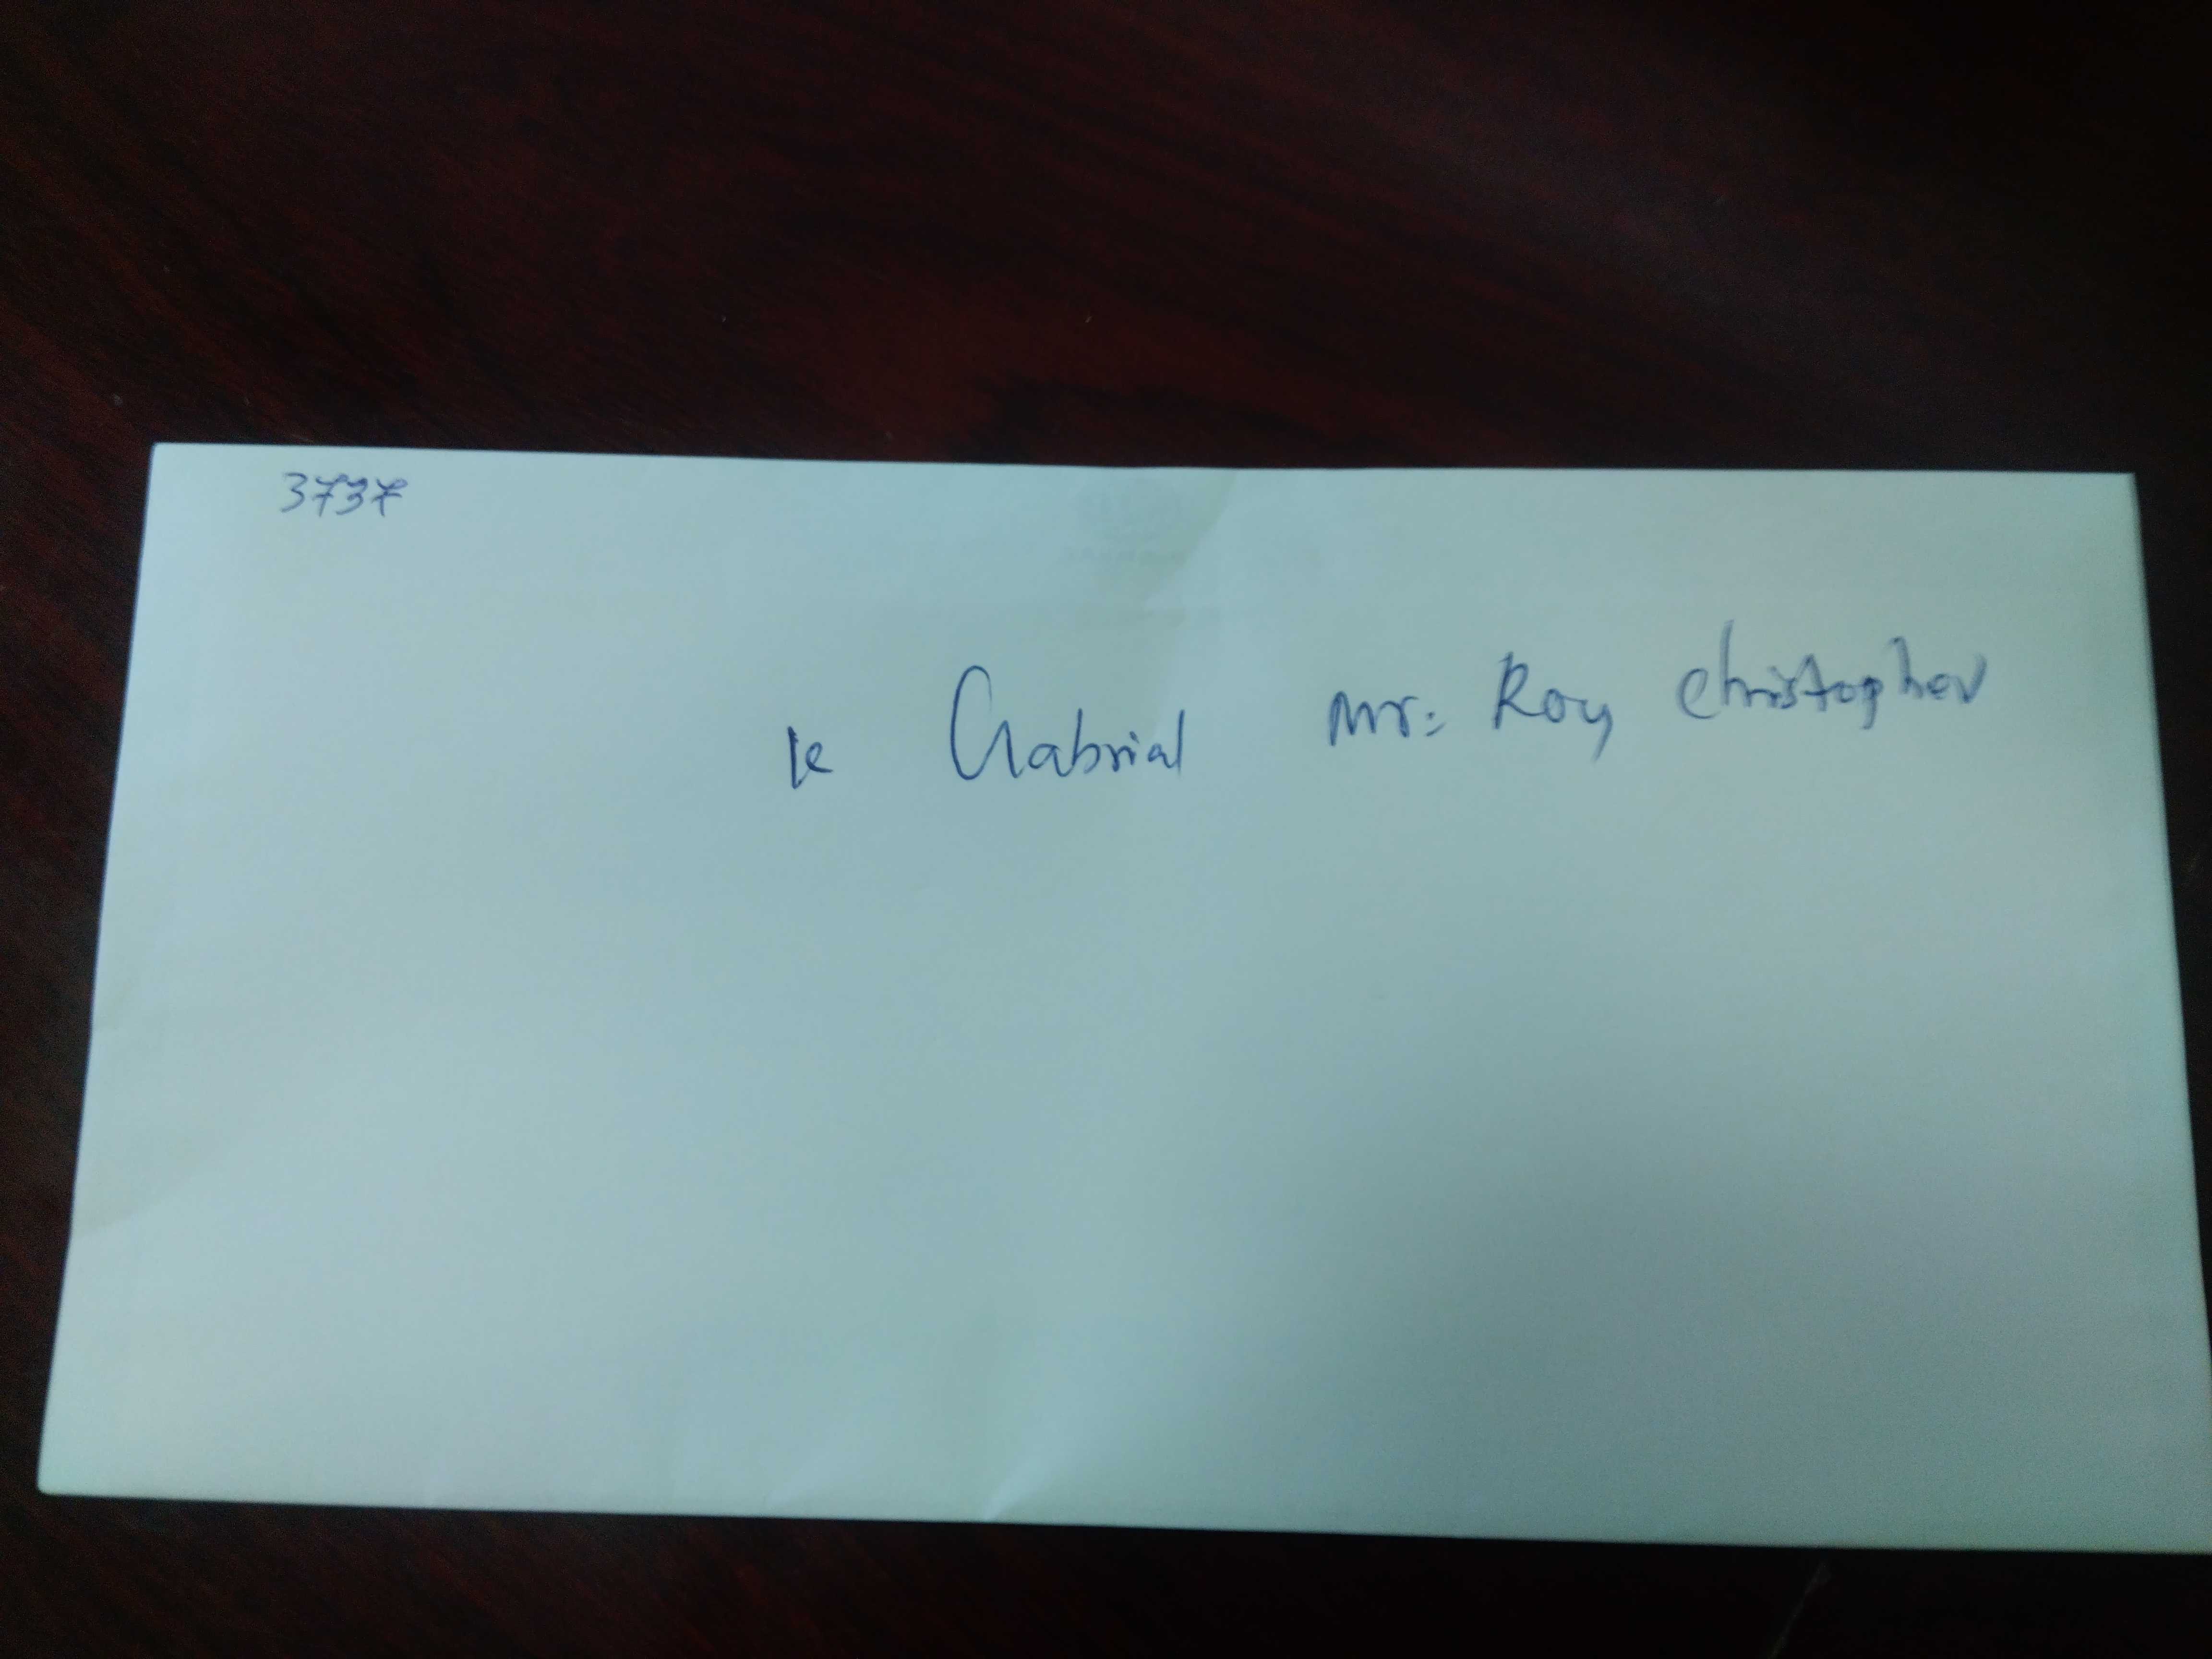 3737
K Gabrial Mr. Roy Christopher